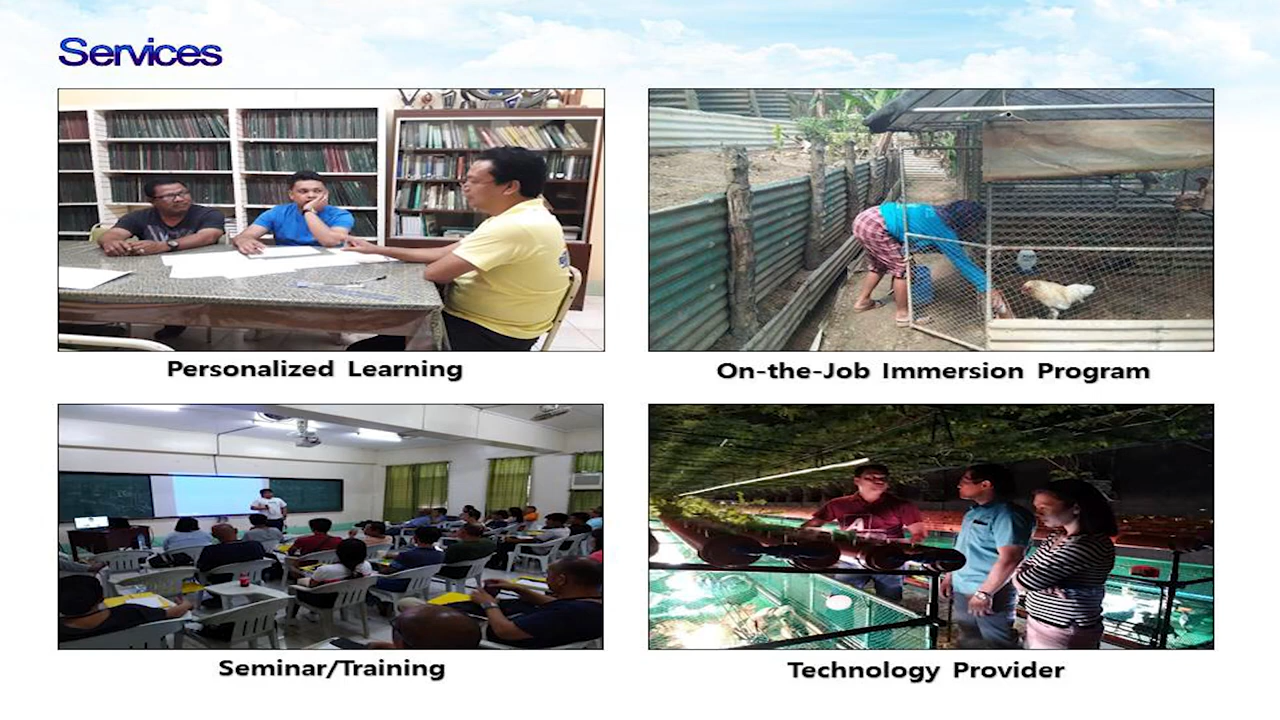 Services
Personalized Learning
On-the-Job Immersion Program
Seminar/Training
Technology Provider